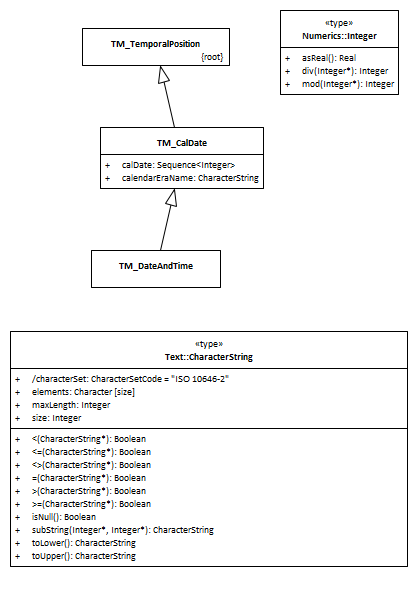 TM_TemporalPosition
{root}
«type»
Numerics::Integer
+ asReal(): Real
+ div(Integer*): Integer
+ mod(Integer*): Integer
TM_CalDate
+ calDate: Sequence<Integer>
+ calendarEraName: CharacterString
TM_DateAndTime
«type»
Text::CharacterString
+ /characterSet: CharacterSetCode = "ISO 10646-2"
+ elements: Character [size]
+ maxLength: Integer
+ size: Integer
+ <(CharacterString*): Boolean
+ <=(CharacterString*): Boolean
+ <>(CharacterString*): Boolean
+ =(CharacterString*): Boolean
+ >(CharacterString*): Boolean
+ >=(CharacterString*): Boolean
+ isNull(): Boolean
+ subString(Integer*, Integer*): CharacterString
+ toLower(): CharacterString
+ toUpper(): CharacterString